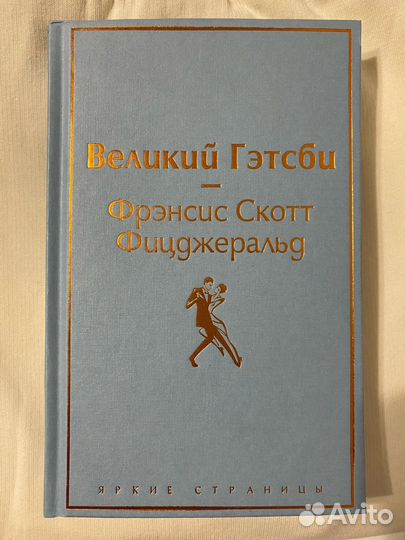 Великий Гэтсби
Фрэнсис Скотт
Фицджеральд
ЯРКИЕ СТРАНИЦЫ
Avito